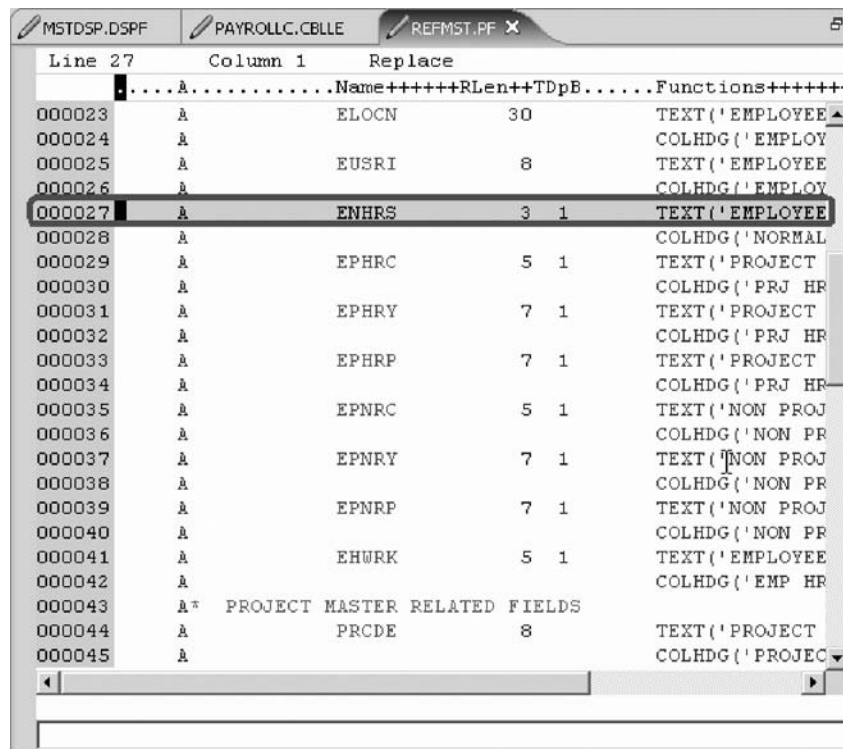 MSTDSP.DSPF PAYROLLC.CBLLE REFMST.PF
Line 27 Column 1 Replace
.....A............Name++++++RLen++TDpB......Functions++++++
000023 A ELOCN 30 TEXT('EMPLOYEE
000024 A COLHDG('EMPLOY
000025 A EUSRI 8 TEXT('EMPLOYEE
000026 A COLHDG('EMPLOY
000027 A ENHRS 3 1 TEXT('EMPLOYEE
000028 A COLHDG('NORMAL
000029 A EPHRC 5 1 TEXT('PROJECT
000030 A COLHDG('PRJ HR
000031 A EPHRY 7 1 TEXT('PROJECT
000032 A COLHDG('PRJ HR
000033 A EPHRP 7 1 TEXT('PROJECT
000034 A COLHDG('PRJ HR
000035 A EPNRC 5 1 TEXT('NON PROJ
000036 A COLHDG('NON PR
000037 A EPNRY 7 1 TEXT('NON PROJ
000038 A COLHDG('NON PR
000039 A EPNRP 7 1 TEXT('NON PROJ
000040 A COLHDG('NON PR
000041 A EHWRK 5 1 TEXT('EMPLOYEE
000042 A COLHDG('EMP HR
000043 A* PROJECT MASTER RELATED FIELDS
000044 A PRCDE 8 TEXT('PROJECT
000045 A COLHDG('PROJEC